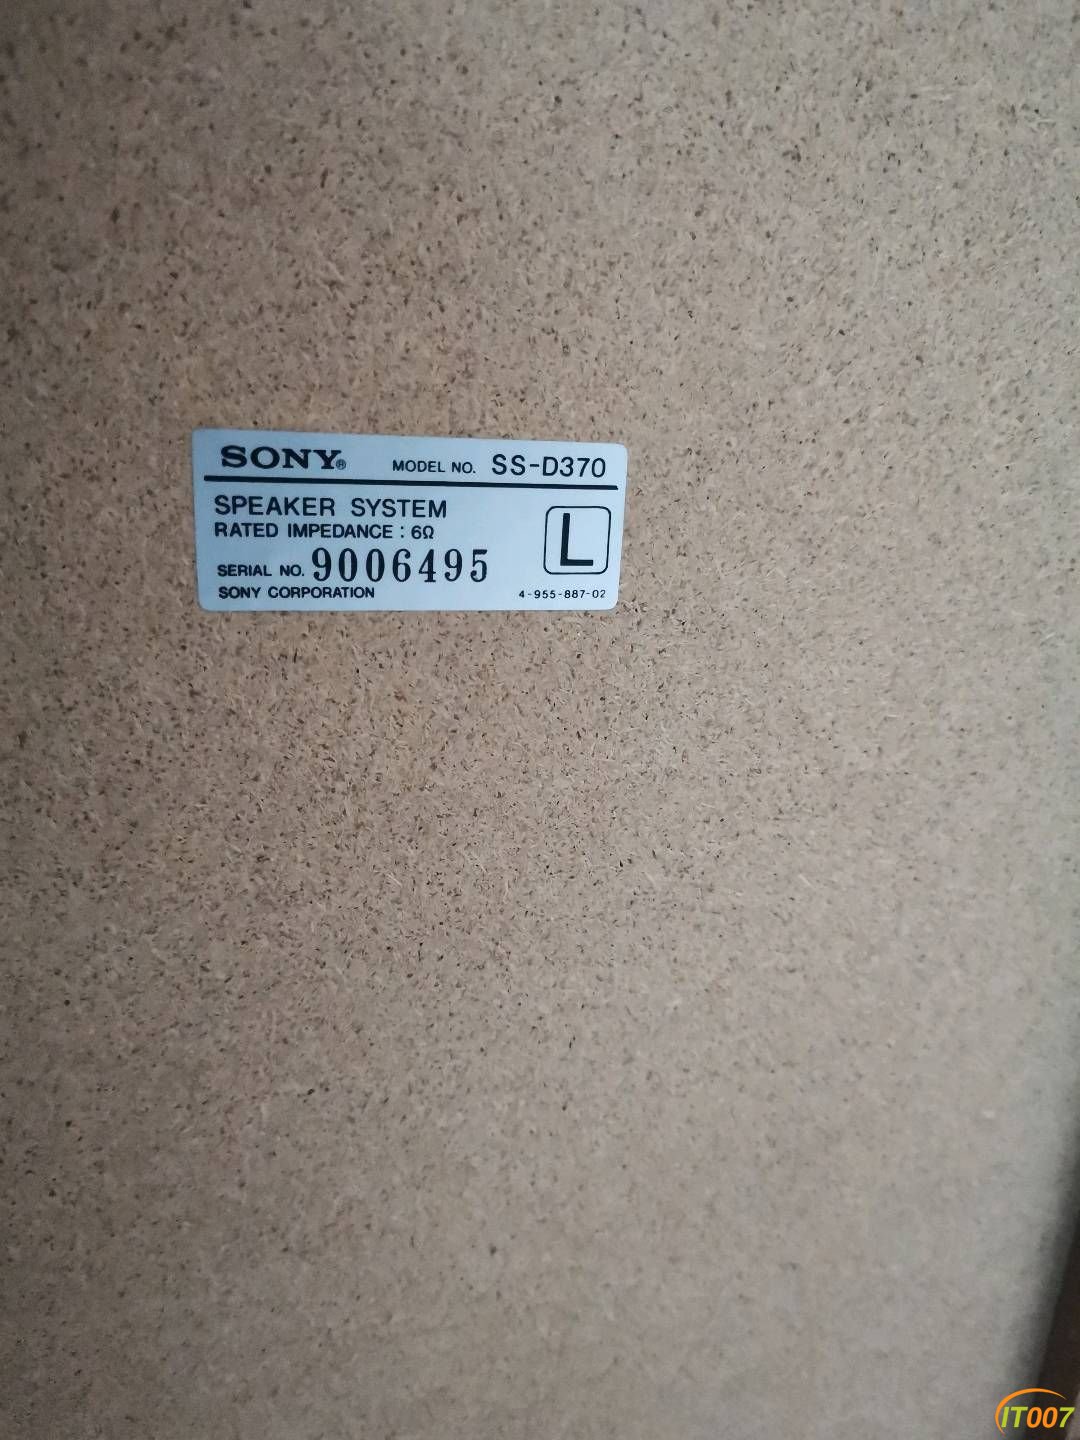 SONY® MODEL NO. SS-D370
SPEAKER SYSTEM
RATED IMPEDANCE : 6Ω
L
SERIAL NO. 9006495
SONY CORPORATION 4-955-887-02
IT007